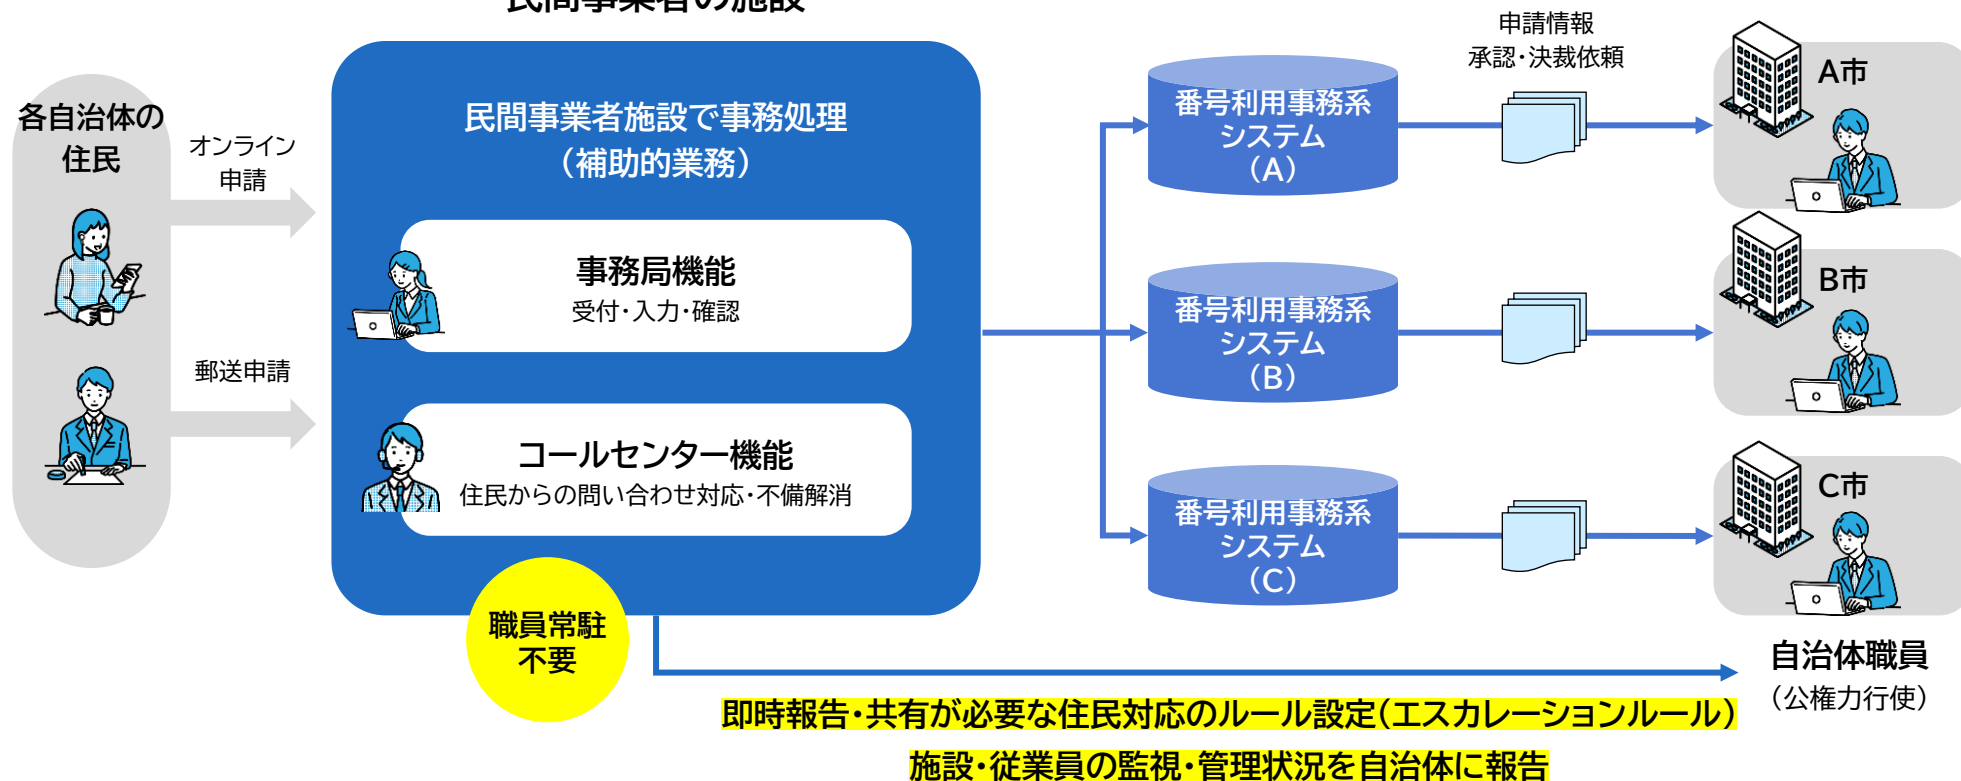 民間事業者の施設
各自治体の
住民
オンライン
申請
郵送申請
民間事業者施設で事務処理
（補助的業務）
事務局機能
受付・入力・確認
コールセンター機能
住民からの問い合わせ対応・不備解消
職員常駐
不要
番号利用事務系
システム
（A）
番号利用事務系
システム
（B）
番号利用事務系
システム
（C）
申請情報
承認・決裁依頼
A市
B市
C市
自治体職員
（公権力行使）
即時報告・共有が必要な住民対応のルール設定（エスカレーションルール）
施設・従業員の監視・管理状況を自治体に報告